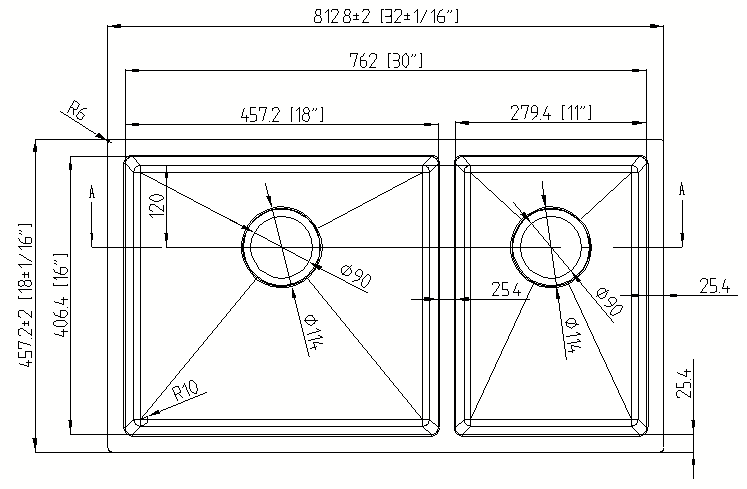 812.8±2 [32±1/16"]
762 [30"]
457.2 [18"]
279.4 [11"]
R6
A
A
120
457.2±2 [18±1/16"]
406.4 [16"]
Ø90
Ø114
25.4
Ø90
Ø114
25.4
R10
25.4